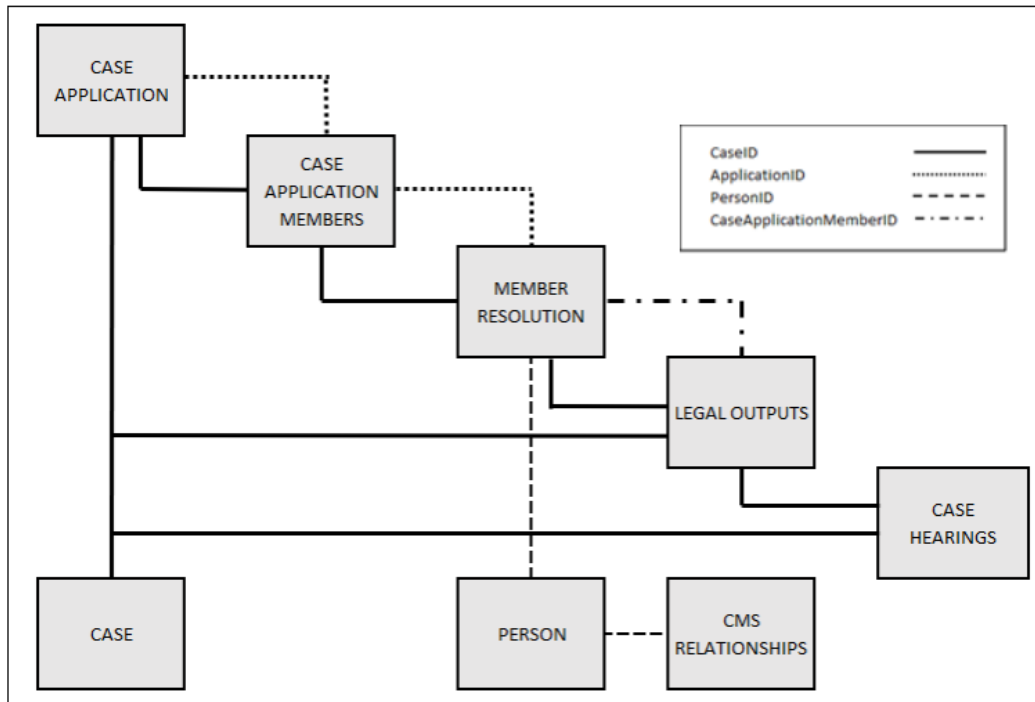 CASE
APPLICATION
CASE
APPLICATION
MEMBERS
CaseID
ApplicationID
PersonID
CaseApplicationMemberID
MEMBER
RESOLUTION
LEGAL OUTPUTS
CASE
HEARINGS
CASE
PERSON
CMS
RELATIONSHIPS